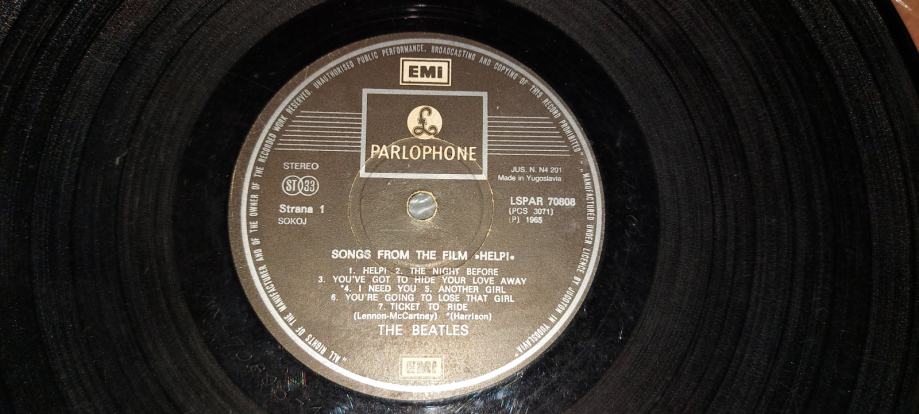 "ALL RIGHTS OF THE MANUFACTURER AND OF THE OWNER OF THE RECORDED WORK RESERVED. UNAUTHORISED PUBLIC PERFORMANCE, BROADCASTING AND COPYING OF THIS RECORD PROHIBITED" "MANUFACTURED UNDER LICENCE BY JUGOTON IN YUGOSLAVIA"
EMI
£
PARLOPHONE
STEREO
ST 33
Strana 1
SOKOJ
JUS. N. N4 201
Made in Yugoslavia
LSPAR 70808
(PCS 3071)
(P) 1965
SONGS FROM THE FILM »HELP!«
1. HELP! 2. THE NIGHT BEFORE
3. YOU'VE GOT TO HIDE YOUR LOVE AWAY
*4. I NEED YOU 5. ANOTHER GIRL
6. YOU'RE GOING TO LOSE THAT GIRL
7. TICKET TO RIDE
(Lennon-McCartney) *(Harrison)
THE BEATLES
EMI